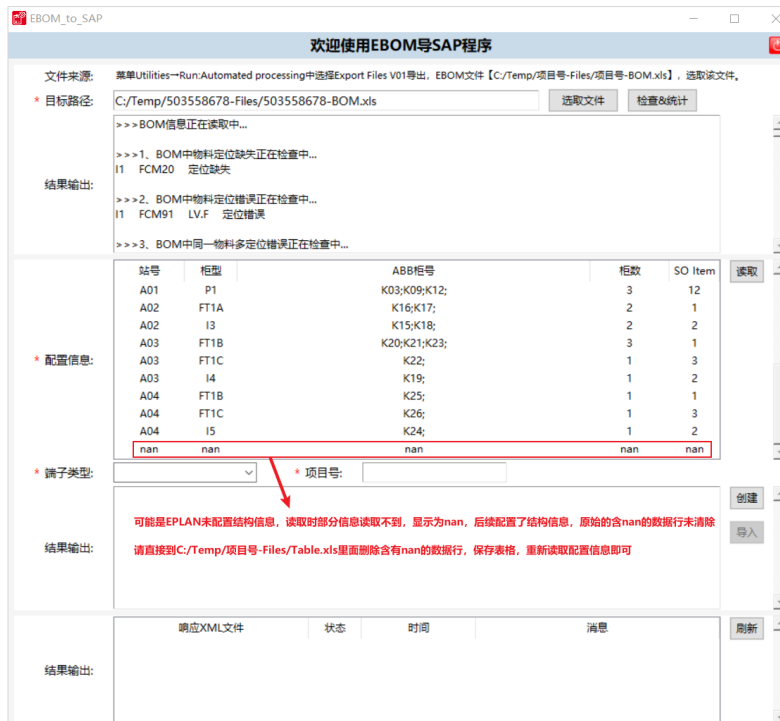 EBOM_to_SAP
欢迎使用EBOM导SAP程序
文件来源: 菜单Utilities→Run:Automated processing中选择Export Files V01导出，EBOM文件【C:/Temp/项目号-Files/项目号-BOM.xls】，选取该文件。
* 目标路径: C:/Temp/503558678-Files/503558678-BOM.xls 选取文件 检查&统计
结果输出:
>>>BOM信息正在读取中...
>>>1、BOM中物料定位缺失正在检查中...
I1 FCM20 定位缺失
>>>2、BOM中物料定位错误正在检查中...
I1 FCM91 LV.F 定位错误
>>>3、BOM中同一物料多定位错误正在检查中...
* 配置信息:
站号 柜型 ABB柜号 柜数 SO Item 读取
A01 P1 K03;K09;K12; 3 12
A02 FT1A K16;K17; 2 1
A02 I3 K15;K18; 2 2
A03 FT1B K20;K21;K23; 3 1
A03 FT1C K22; 1 3
A03 I4 K19; 1 2
A04 FT1B K25; 1 1
A04 FT1C K26; 1 3
A04 I5 K24; 1 2
nan nan nan nan nan
* 端子类型: * 项目号:
结果输出:
可能是EPLAN未配置结构信息，读取时部分信息读取不到，显示为nan，后续配置了结构信息，原始的含nan的数据行未清除
请直接到C:/Temp/项目号-Files/Table.xls里面删除含有nan的数据行，保存表格，重新读取配置信息即可
创建
导入
结果输出:
响应XML文件 状态 时间 消息 刷新